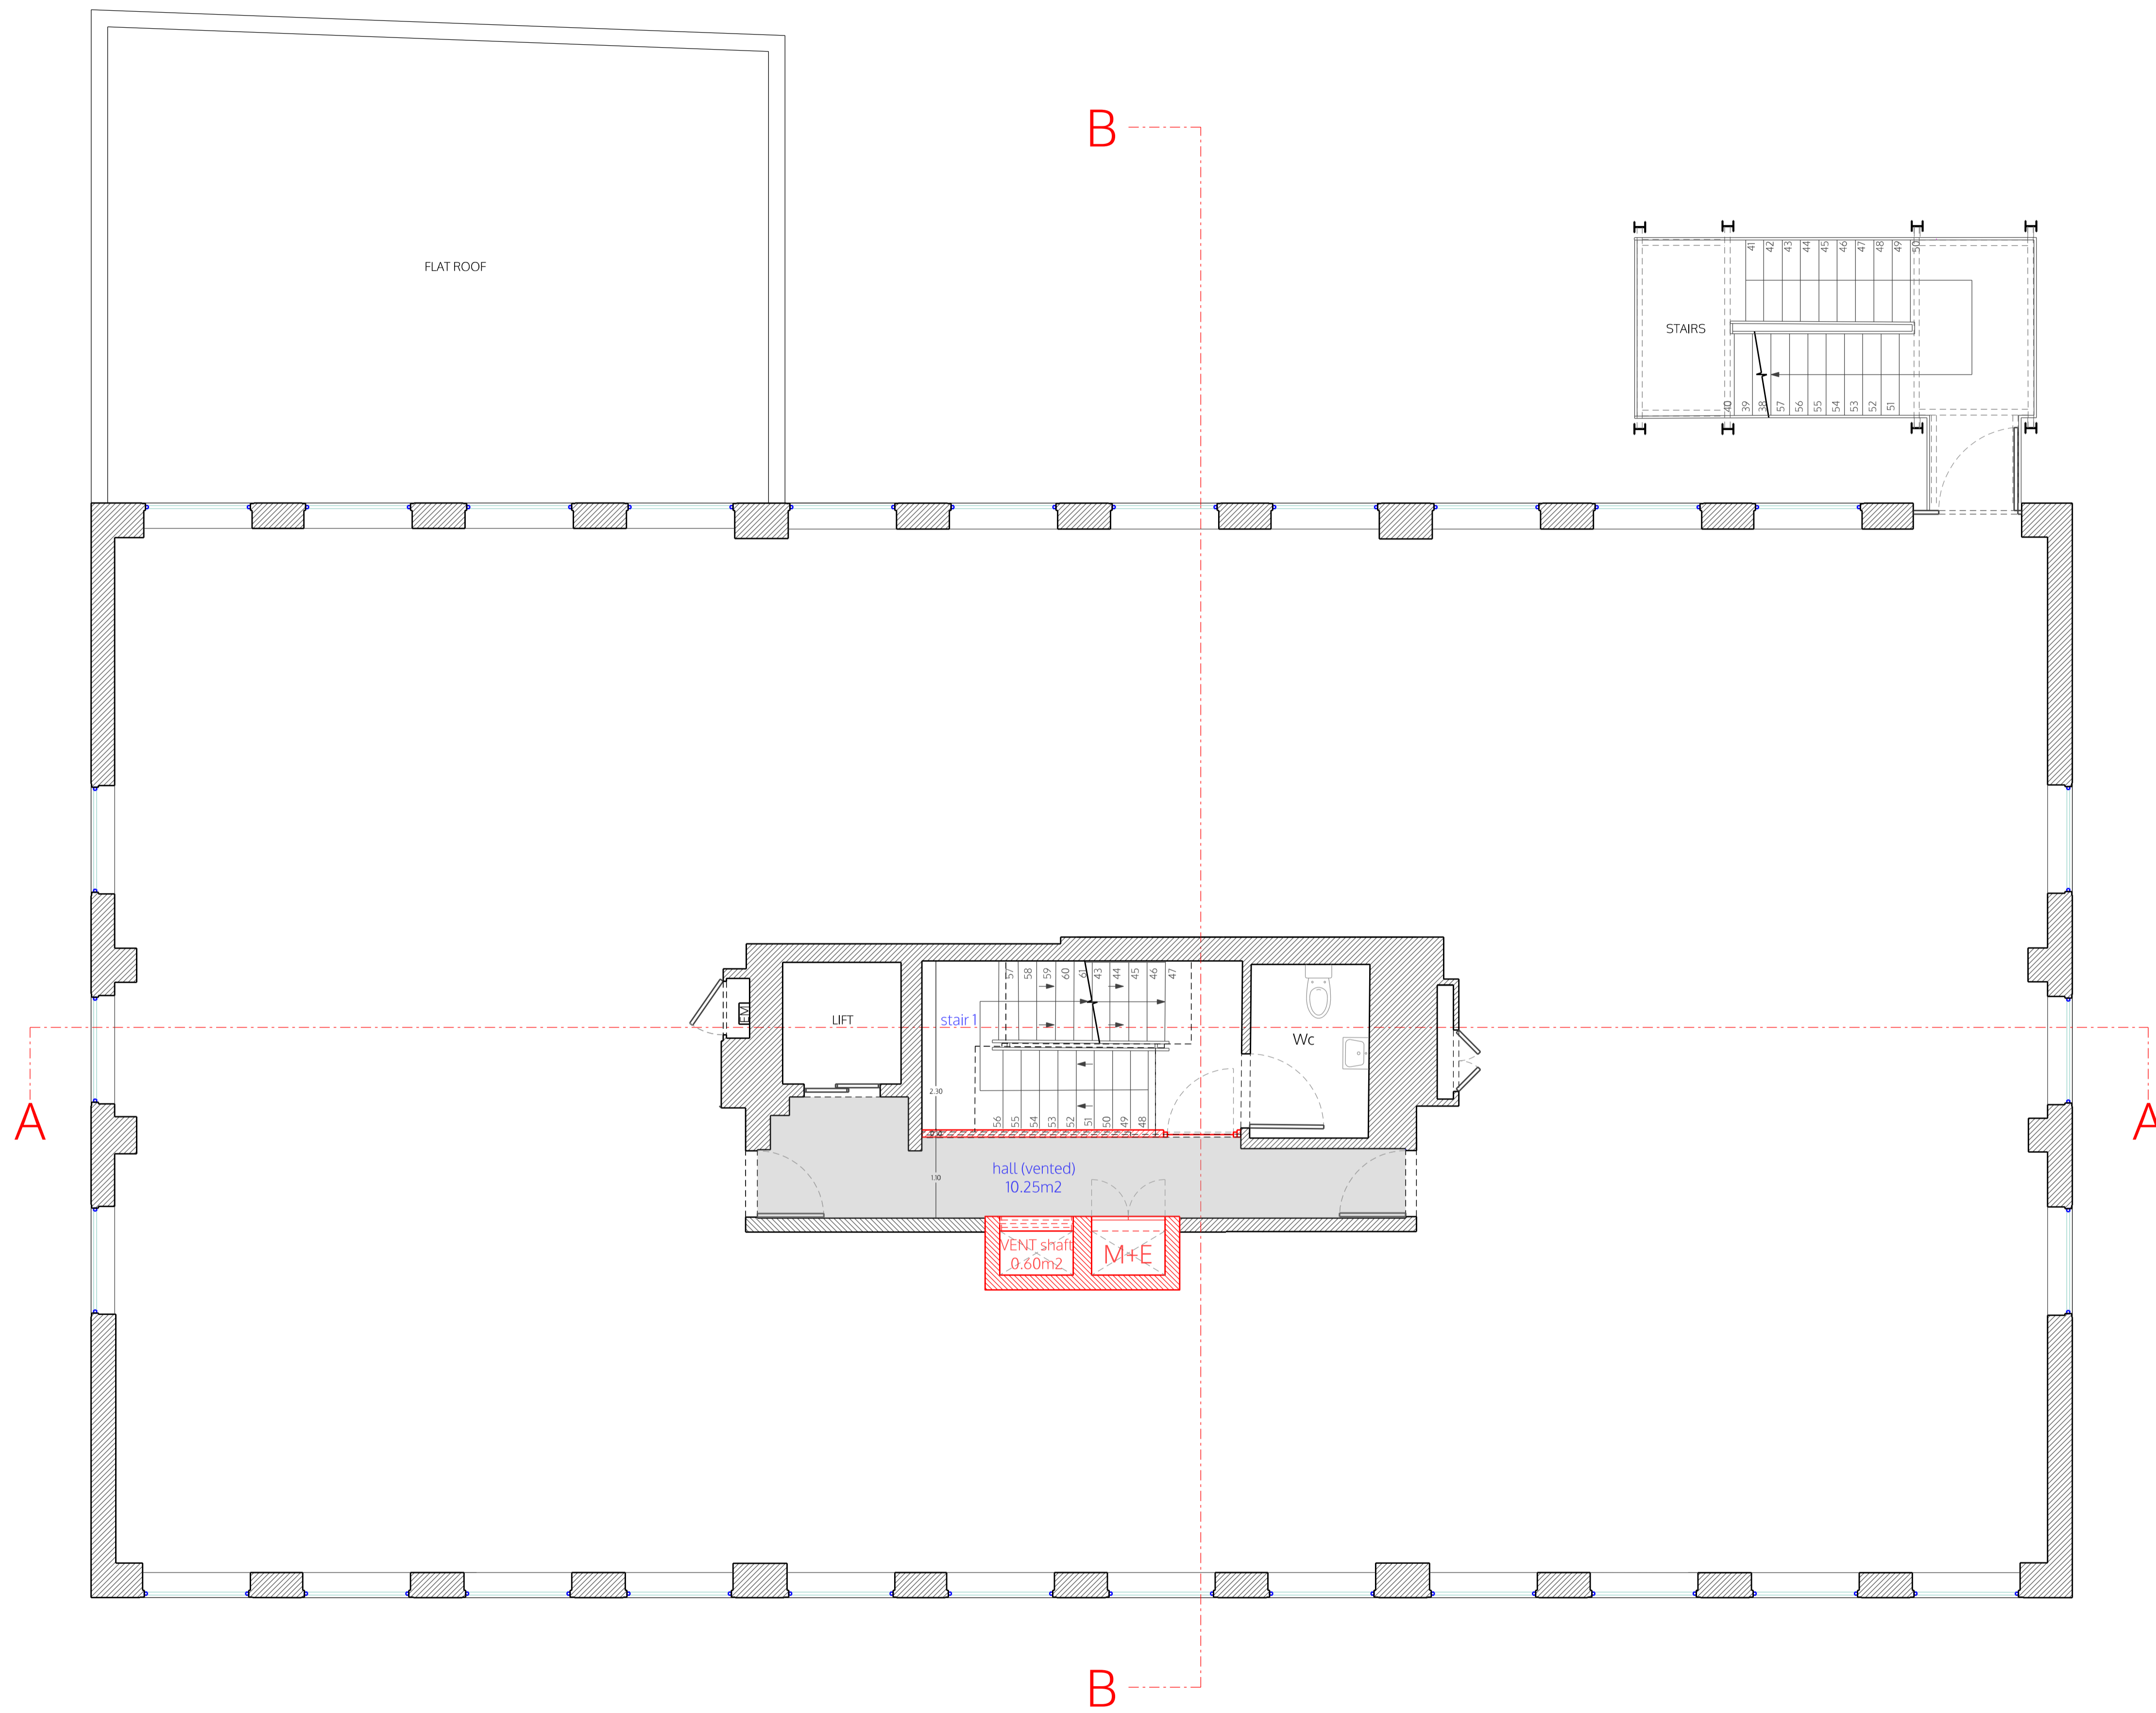 B
FLAT ROOF
41 42 43 44 45 46 47 48 49 50
STAIRS
40 39 38 57 56 55 54 53 52 51
57 58 59 60 61 43 44 45 46 47
EM
LIFT
stair 1
Wc
2.30
A
A
56 55 54 53 52 51 50 49 48
hall (vented)
10.25m2
1.10
VENT shaft
0.60m2
M+E
B